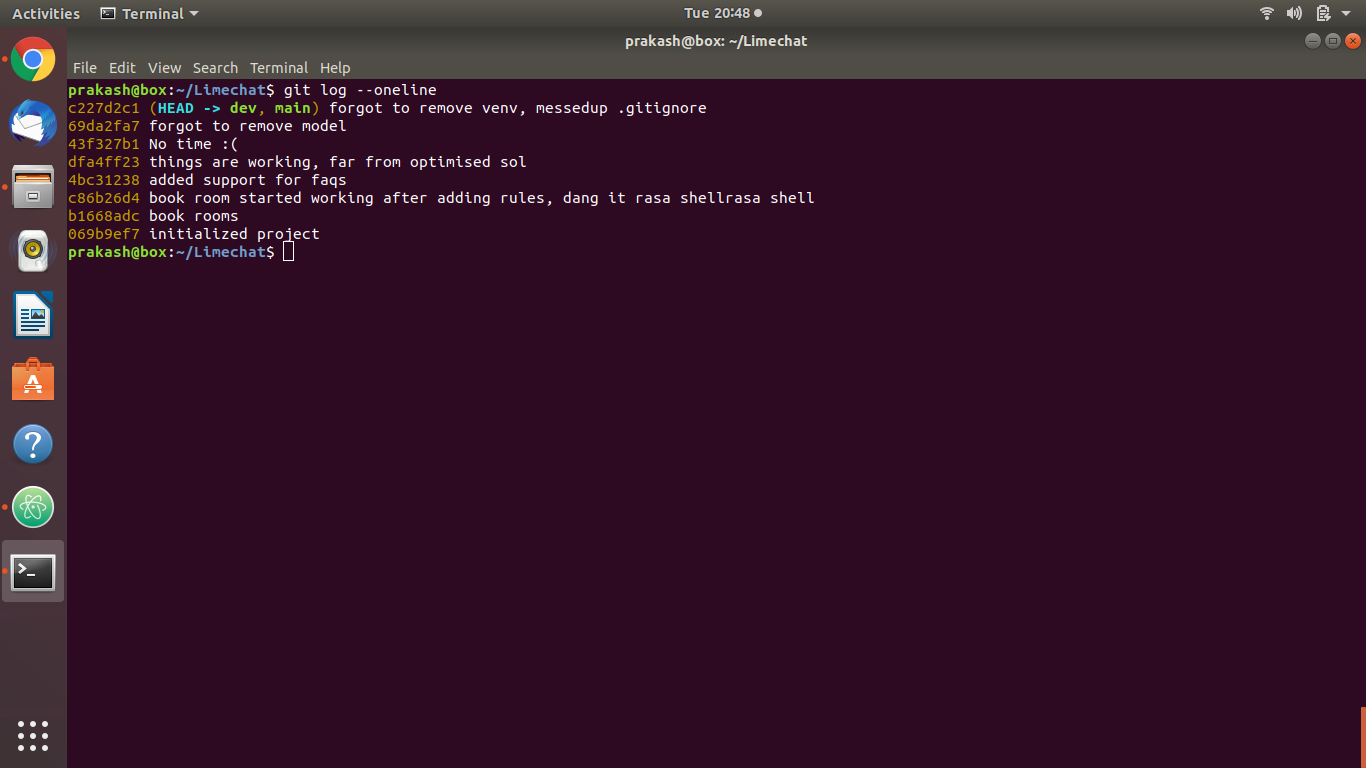 Activities Terminal Tue 20:48
prakash@box: ~/Limechat
File Edit View Search Terminal Help
prakash@box:~/Limechat$ git log --oneline
c227d2c1 (HEAD -> dev, main) forgot to remove venv, messedup .gitignore
69da2fa7 forgot to remove model
43f327b1 No time :(
dfa4ff23 things are working, far from optimised sol
4bc31238 added support for faqs
c86b26d4 book room started working after adding rules, dang it rasa shellrasa shell
b1668adc book rooms
069b9ef7 initialized project
prakash@box:~/Limechat$